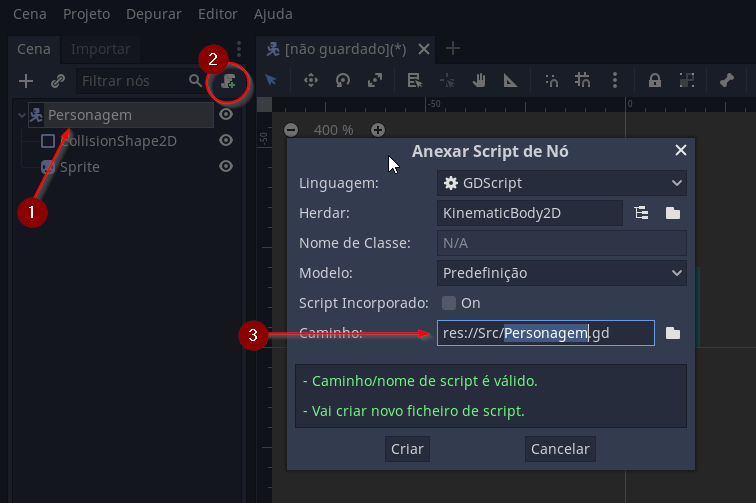 Cena Projeto Depurar Editor Ajuda
Cena Importar
[não guardado](*)
2
Filtrar nós
-50
0
Personagem
CollisionShape2D
Sprite
-50
400 %
1
Anexar Script de Nó
Linguagem: GDScript
Herdar: KinematicBody2D
Nome de Classe: N/A
Modelo: Predefinição
Script Incorporado: On
3
Caminho: res://Src/Personagem.gd
- Caminho/nome de script é válido.
- Vai criar novo ficheiro de script.
Criar Cancelar